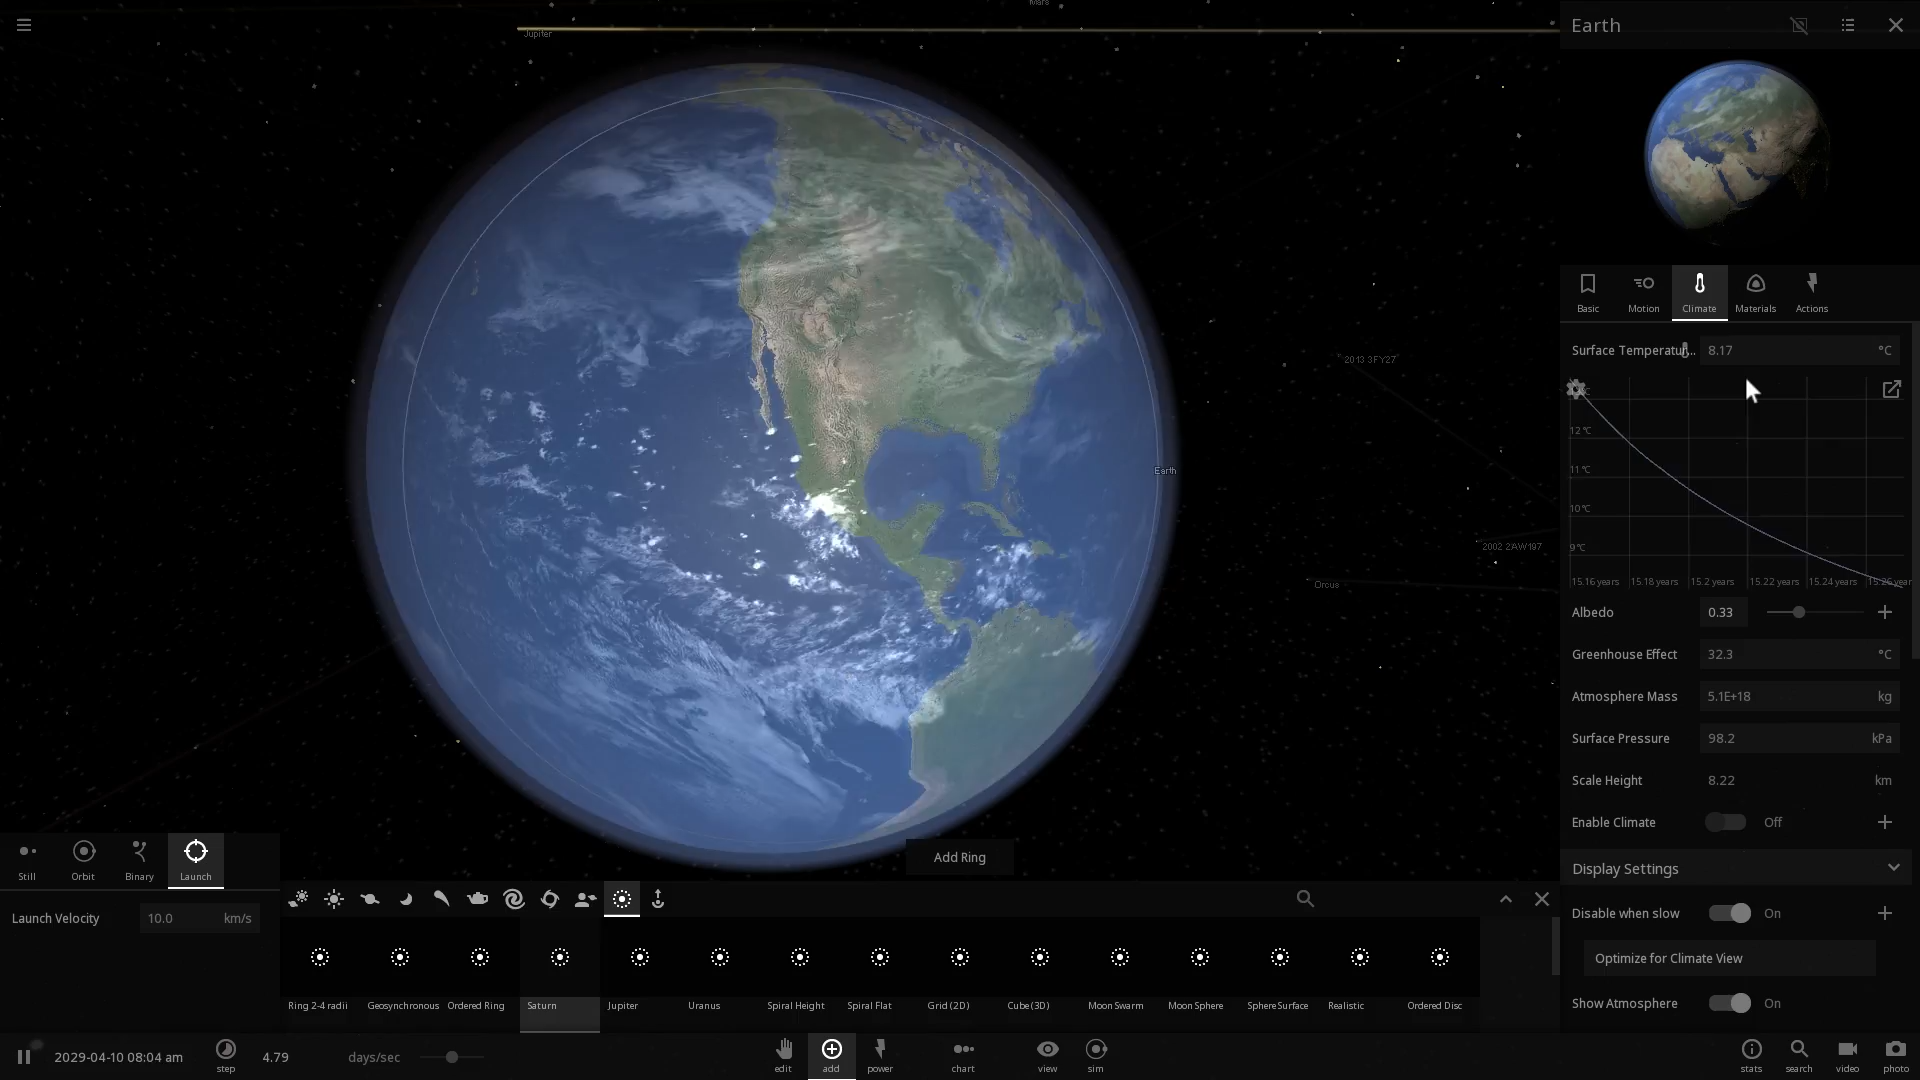 Mars
Jupiter
Earth
2013 3FY27
Earth
2002 2AW197
Orcus
Basic
Motion
Climate
Materials
Actions
Surface Temperatur...
8.17
°C
12 °C
11 °C
10 °C
9 °C
15.16 years
15.18 years
15.2 years
15.22 years
15.24 years
Albedo
0.33
Greenhouse Effect
32.3
°C
Atmosphere Mass
5.1E+18
kg
Surface Pressure
98.2
kPa
Scale Height
8.22
km
Enable Climate
Off
Display Settings
Disable when slow
On
Optimize for Climate View
Show Atmosphere
On
Still
Orbit
Binary
Launch
Launch Velocity
10.0
km/s
Add Ring
Ring 2-4 radii
Geosynchronous
Ordered Ring
Saturn
Jupiter
Uranus
Spiral Height
Spiral Flat
Grid (2D)
Cube (3D)
Moon Swarm
Moon Sphere
Sphere Surface
Realistic
Ordered Disc
2029-04-10 08:04 am
step
4.79
days/sec
edit
add
power
chart
view
sim
stats
search
video
photo